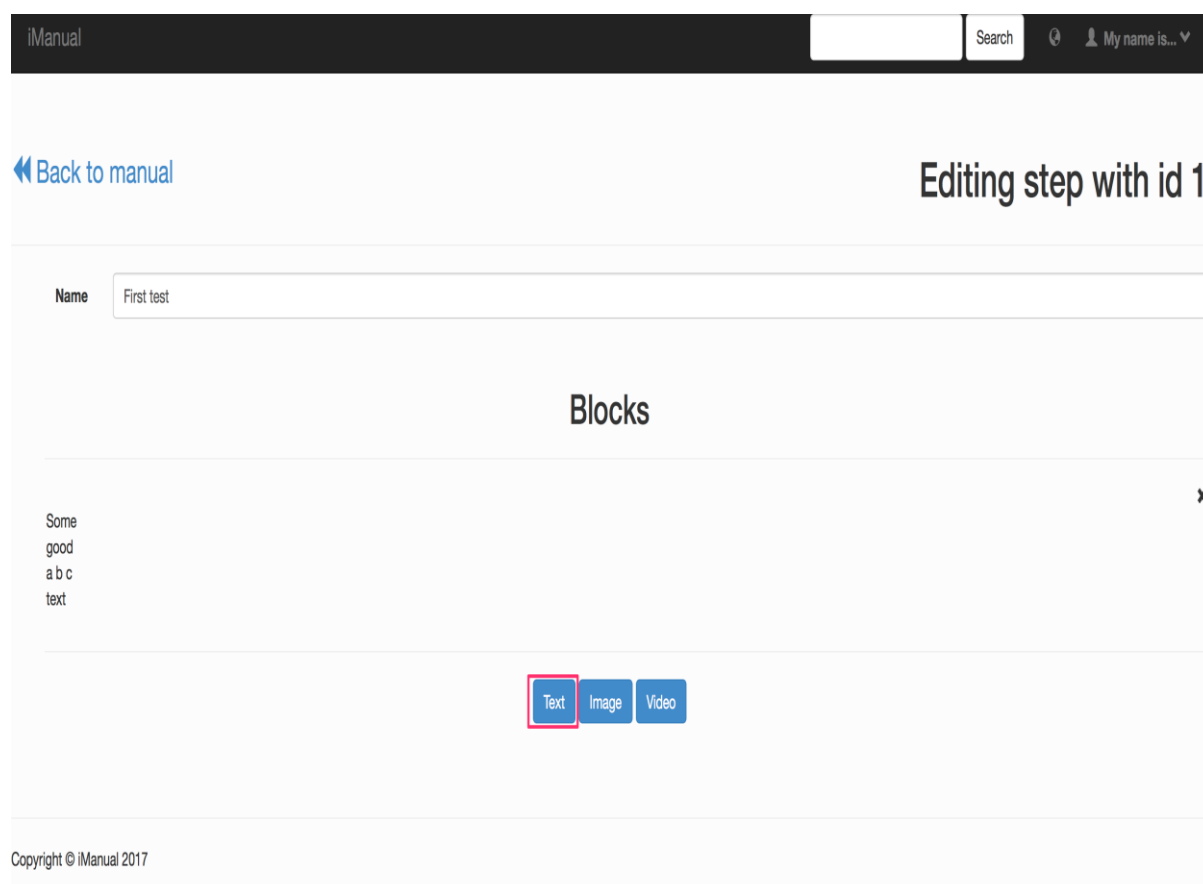 iManual Search My name is...
Back to manual
Editing step with id 1
Name First test
Blocks
Some
good
a b c
text
Text Image Video
Copyright © iManual 2017